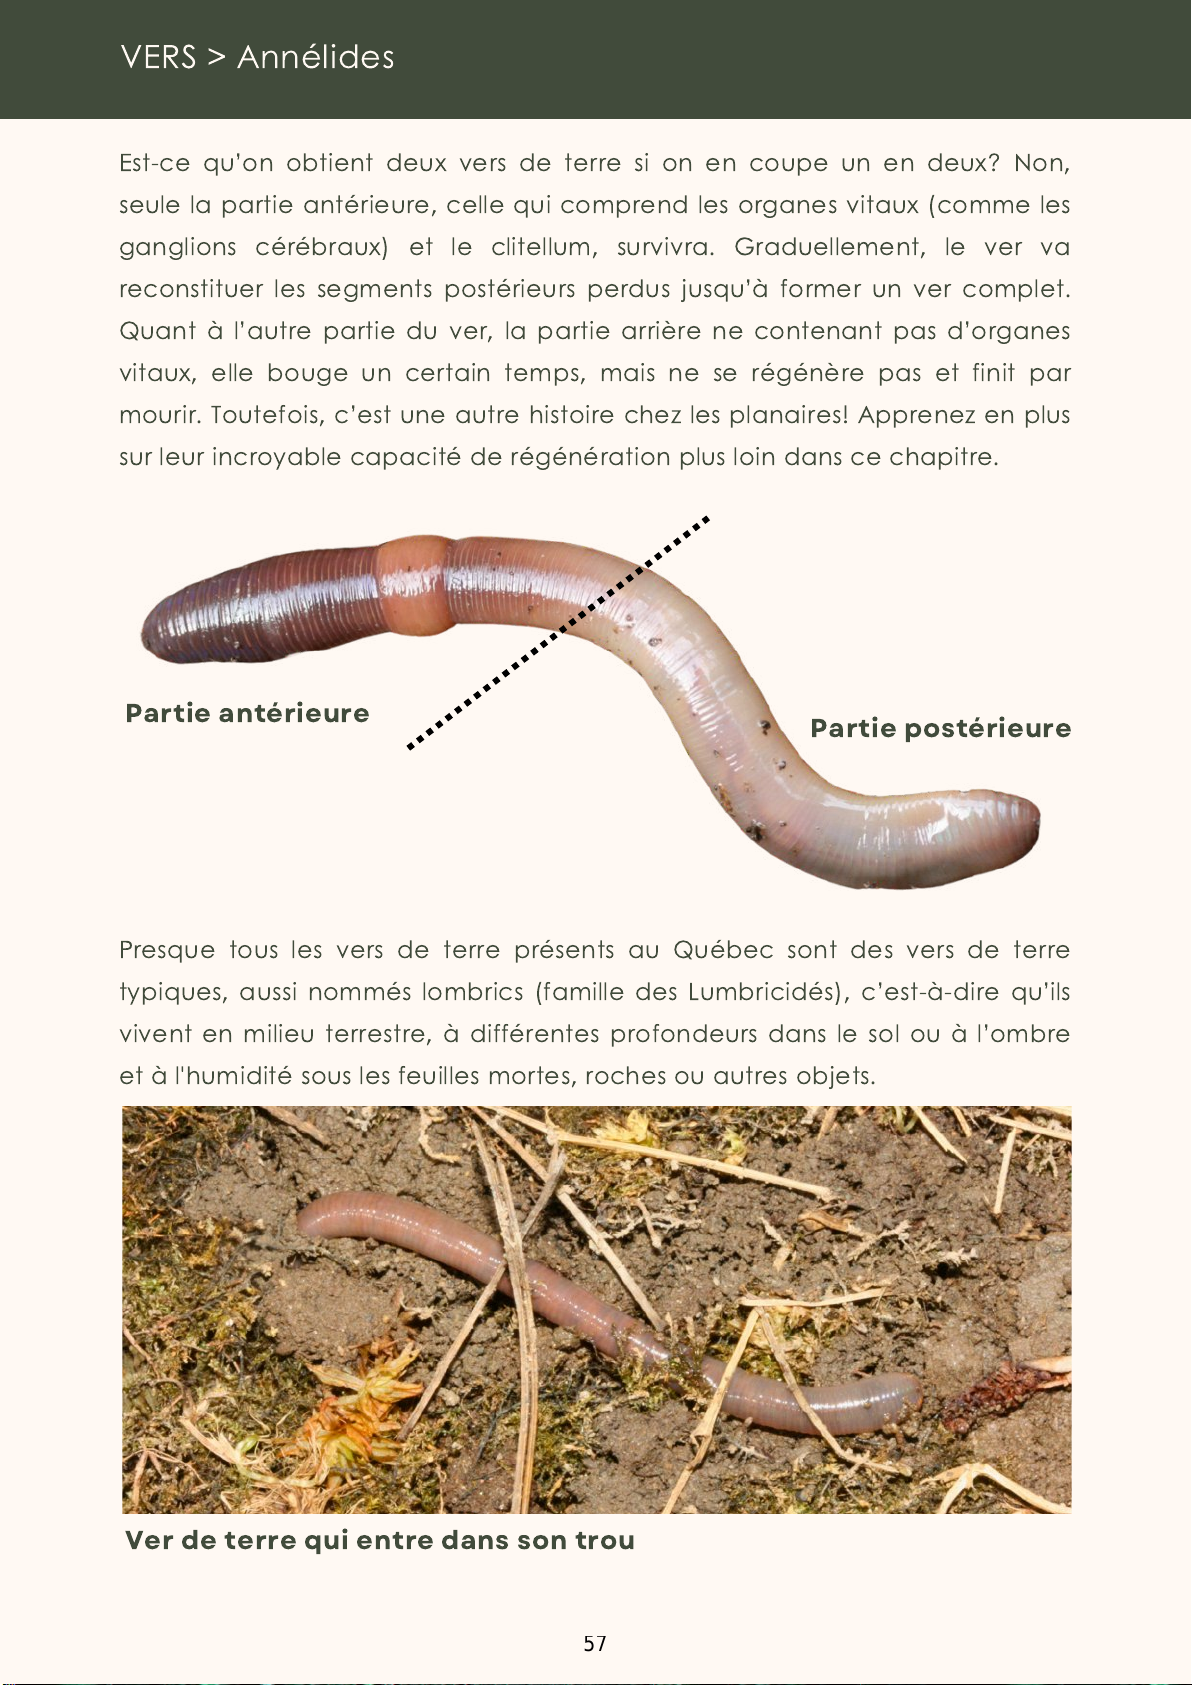 VERS > Annélides
Est-ce qu'on obtient deux vers de terre si on en coupe un en deux? Non,
seule la partie antérieure, celle qui comprend les organes vitaux (comme les
ganglions cérébraux) et le clitellum, survivra. Graduellement, le ver va
reconstituer les segments postérieurs perdus jusqu'à former un ver complet.
Quant à l'autre partie du ver, la partie arrière ne contenant pas d'organes
vitaux, elle bouge un certain temps, mais ne se régénère pas et finit par
mourir. Toutefois, c'est une autre histoire chez les planaires! Apprenez en plus
sur leur incroyable capacité de régénération plus loin dans ce chapitre.
Partie antérieure
Partie postérieure
Presque tous les vers de terre présents au Québec sont des vers de terre
typiques, aussi nommés lombrics (famille des Lumbricidés), c'est-à-dire qu'ils
vivent en milieu terrestre, à différentes profondeurs dans le sol ou à l'ombre
et à l'humidité sous les feuilles mortes, roches ou autres objets.
Ver de terre qui entre dans son trou
57